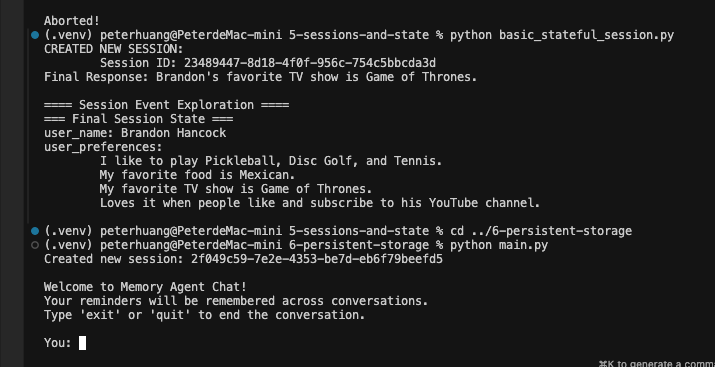 Aborted!
(.venv) peterhuang@PeterdeMac-mini 5-sessions-and-state % python basic_stateful_session.py
CREATED NEW SESSION:
Session ID: 23489447-8d18-4f0f-956c-754c5bbcda3d
Final Response: Brandon's favorite TV show is Game of Thrones.
==== Session Event Exploration ====
=== Final Session State ===
user_name: Brandon Hancock
user_preferences:
I like to play Pickleball, Disc Golf, and Tennis.
My favorite food is Mexican.
My favorite TV show is Game of Thrones.
Loves it when people like and subscribe to his YouTube channel.
(.venv) peterhuang@PeterdeMac-mini 5-sessions-and-state % cd ../6-persistent-storage
(.venv) peterhuang@PeterdeMac-mini 6-persistent-storage % python main.py
Created new session: 2f049c59-7e2e-4353-be7d-eb6f79beefd5
Welcome to Memory Agent Chat!
Your reminders will be remembered across conversations.
Type 'exit' or 'quit' to end the conversation.
You:
⌘K to generate a comma